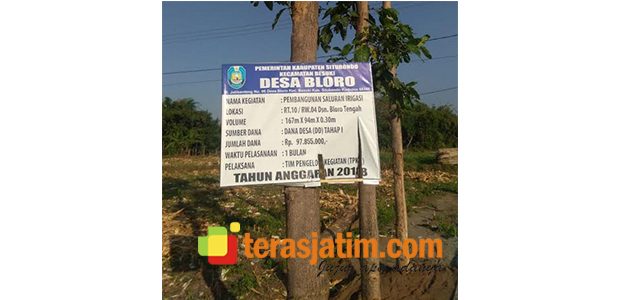 PEMERINTAH KABUPATEN SITUBONDO
KECAMATAN BESUKI
DESA BLORO
NAMA KEGIATAN : PEMBANGUNAN SALURAN IRIGASI
LOKASI : RT.10 / RW.04 Dsn. Bloro Tengah
VOLUME : 167m X 94m X 0.30m
SUMBER DANA : DANA DESA (DD) TAHAP I
JUMLAH DANA : Rp. 97.855.000,-
WAKTU PELASANAAN : 1 BULAN
PELAKSANA : TIM PENGELOLA KEGIATAN (TPK)
TAHUN ANGGARAN 2018
terasjatim.com